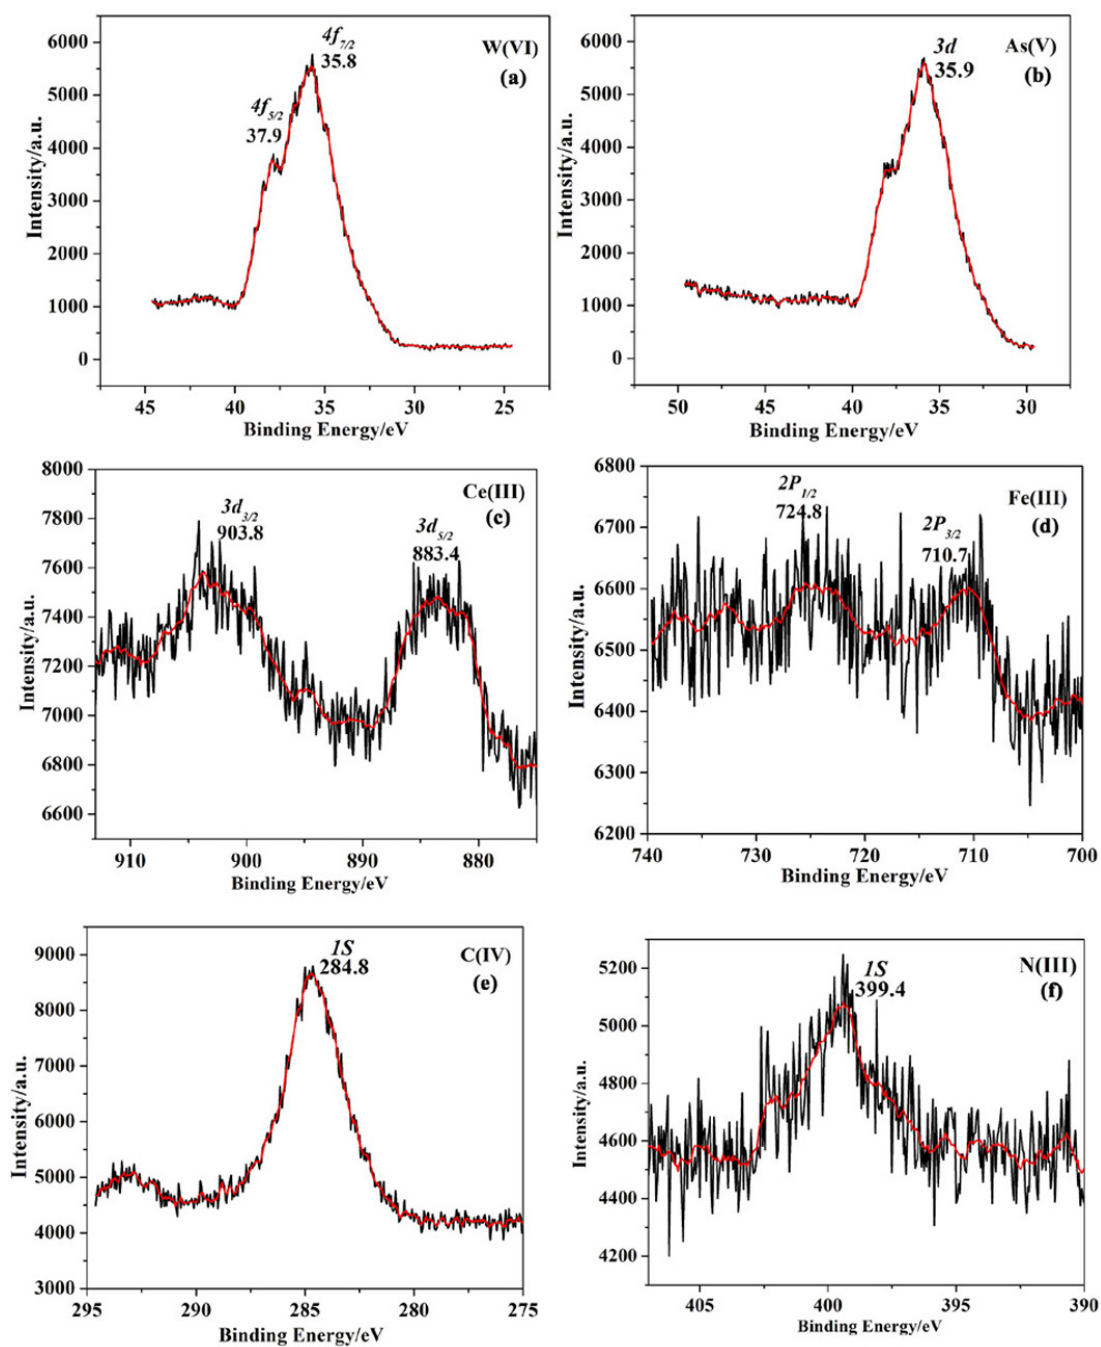 6000
5000
4000
3000
2000
1000
0
Intensity/a.u.
4f7/2
35.8
4f5/2
37.9
W(VI)
(a)
45 40 35 30 25
Binding Energy/eV
6000
5000
4000
3000
2000
1000
0
Intensity/a.u.
3d
35.9
As(V)
(b)
50 45 40 35 30
Binding Energy/eV
8000
7800
7600
7400
7200
7000
6800
6600
Intensity/a.u.
3d3/2
903.8
3d5/2
883.4
Ce(III)
(c)
910 900 890 880
Binding Energy/eV
6800
6700
6600
6500
6400
6300
6200
Intensity/a.u.
2P1/2
724.8
2P3/2
710.7
Fe(III)
(d)
740 730 720 710 700
Binding Energy/eV
9000
8000
7000
6000
5000
4000
3000
Intensity/a.u.
1S
284.8
C(IV)
(e)
295 290 285 280 275
Binding Energy/eV
5200
5000
4800
4600
4400
4200
Intensity/a.u.
1S
399.4
N(III)
(f)
405 400 395 390
Binding Energy/eV